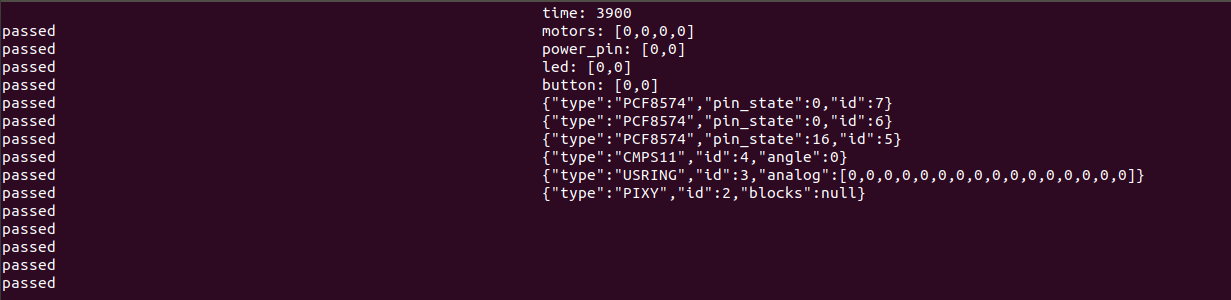 time: 3900
passed motors: [0,0,0,0]
passed power_pin: [0,0]
passed led: [0,0]
passed button: [0,0]
passed {"type":"PCF8574","pin_state":0,"id":7}
passed {"type":"PCF8574","pin_state":0,"id":6}
passed {"type":"PCF8574","pin_state":16,"id":5}
passed {"type":"CMPS11","id":4,"angle":0}
passed {"type":"USRING","id":3,"analog":[0,0,0,0,0,0,0,0,0,0,0,0,0,0,0,0]}
passed {"type":"PIXY","id":2,"blocks":null}
passed
passed
passed
passed
passed